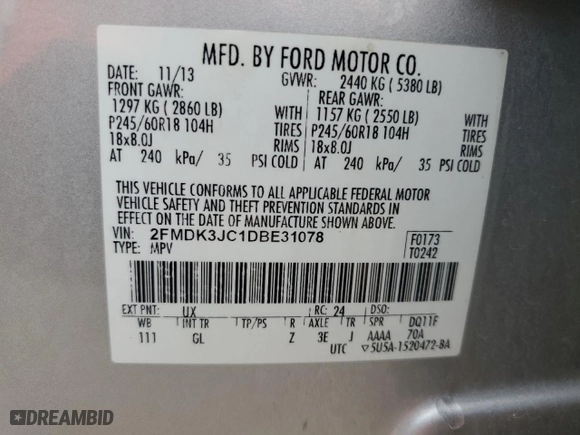 MFD. BY FORD MOTOR CO.
DATE: 11/13 GVWR: 2440 KG ( 5380 LB)
FRONT GAWR: REAR GAWR:
1297 KG ( 2860 LB) WITH 1157 KG ( 2550 LB) WITH
P245/60R18 104H TIRES P245/60R18 104H TIRES
18x8.0J RIMS 18x8.0J RIMS
AT 240 kPa/ 35 PSI COLD AT 240 kPa/ 35 PSI COLD
THIS VEHICLE CONFORMS TO ALL APPLICABLE FEDERAL MOTOR
VEHICLE SAFETY AND THEFT PREVENTION STANDARDS IN
EFFECT ON THE DATE OF MANUFACTURE SHOWN ABOVE.
VIN: 2FMDK3JC1DBE31078 F0173
TYPE: MPV T0242
EXT PNT: UX RC: 24 DSO:
WB INT TR TP/PS R AXLE TR SPR DQ11F
111 GL Z 3E J AAAA 70A
UTC ▽5U5A-1520472-BA
DREAMBID